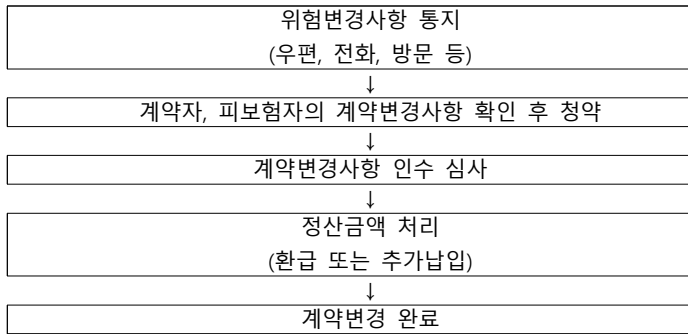 위험변경사항 통지
(우편, 전화, 방문 등)
↓
계약자, 피보험자의 계약변경사항 확인 후 청약
↓
계약변경사항 인수 심사
↓
정산금액 처리
(환급 또는 추가납입)
↓
계약변경 완료